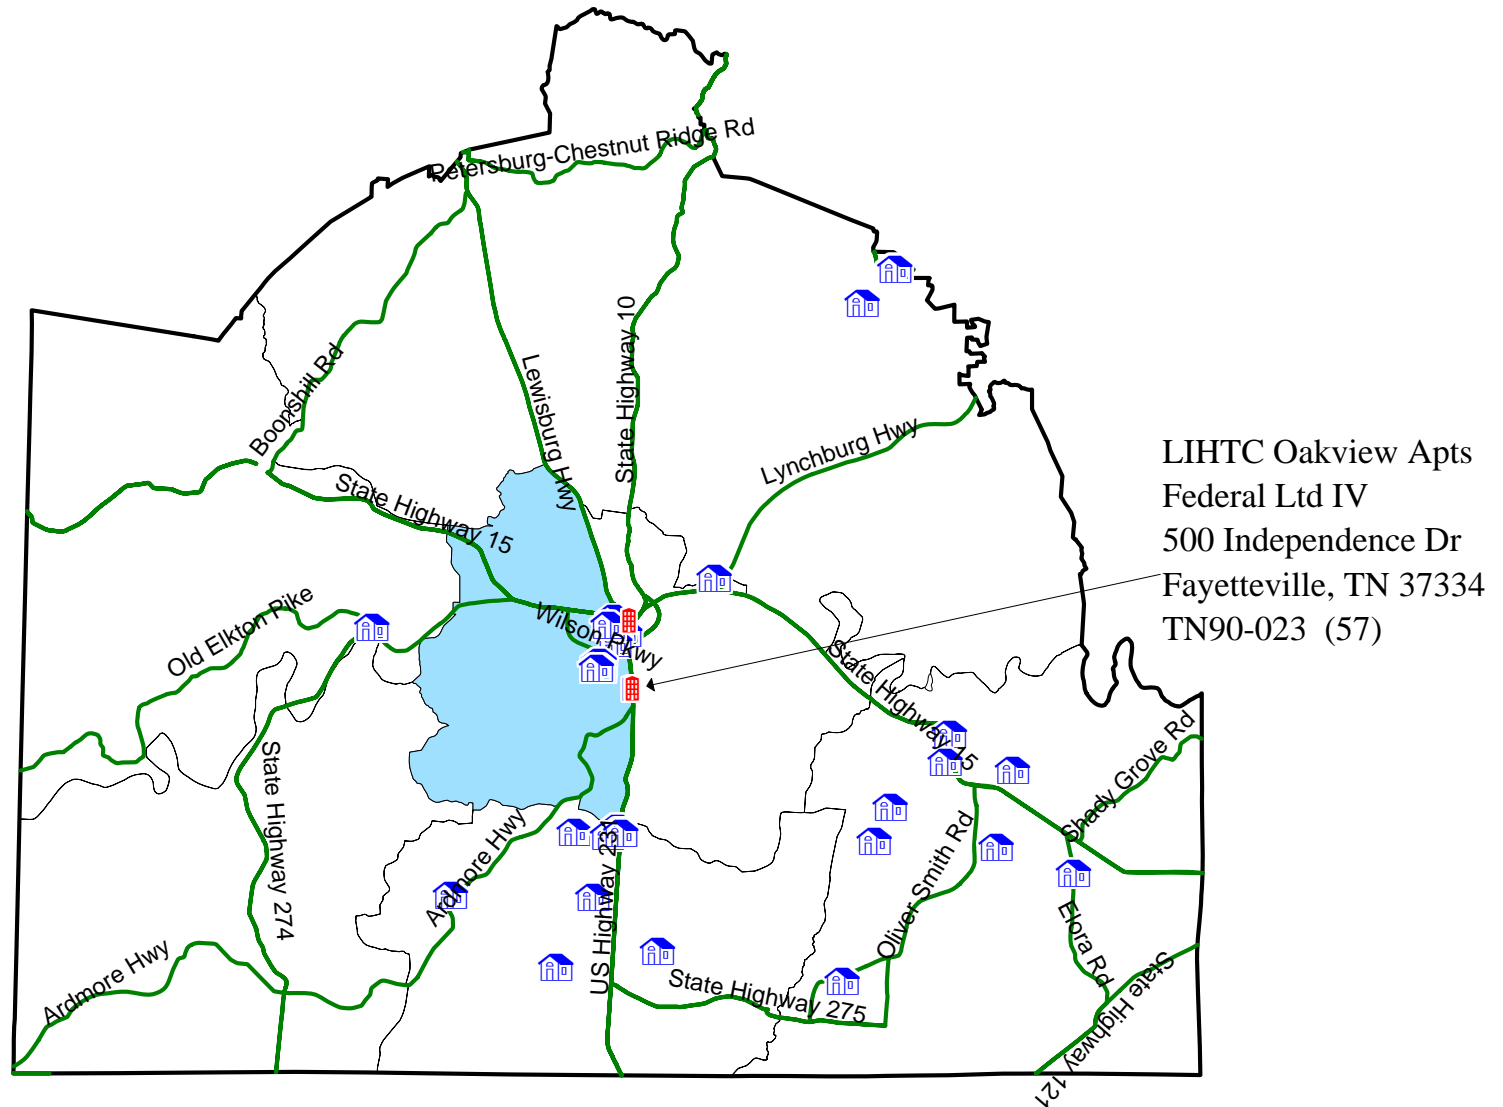 Petersburg-Chestnut Ridge Rd
State Highway 10
Boonshill Rd
Lewisburg Hwy
Lynchburg Hwy
LIHTC Oakview Apts
Federal Ltd IV
500 Independence Dr
Fayetteville, TN 37334
TN90-023 (57)
State Highway 15
Old Elkton Pike
Wilson Pkwy
State Highway 15
Shady Grove Rd
State Highway 274
Ardmore Hwy
US Highway 231
Oliver Smith Rd
Elora Rd
Ardmore Hwy
State Highway 275
State Highway 121